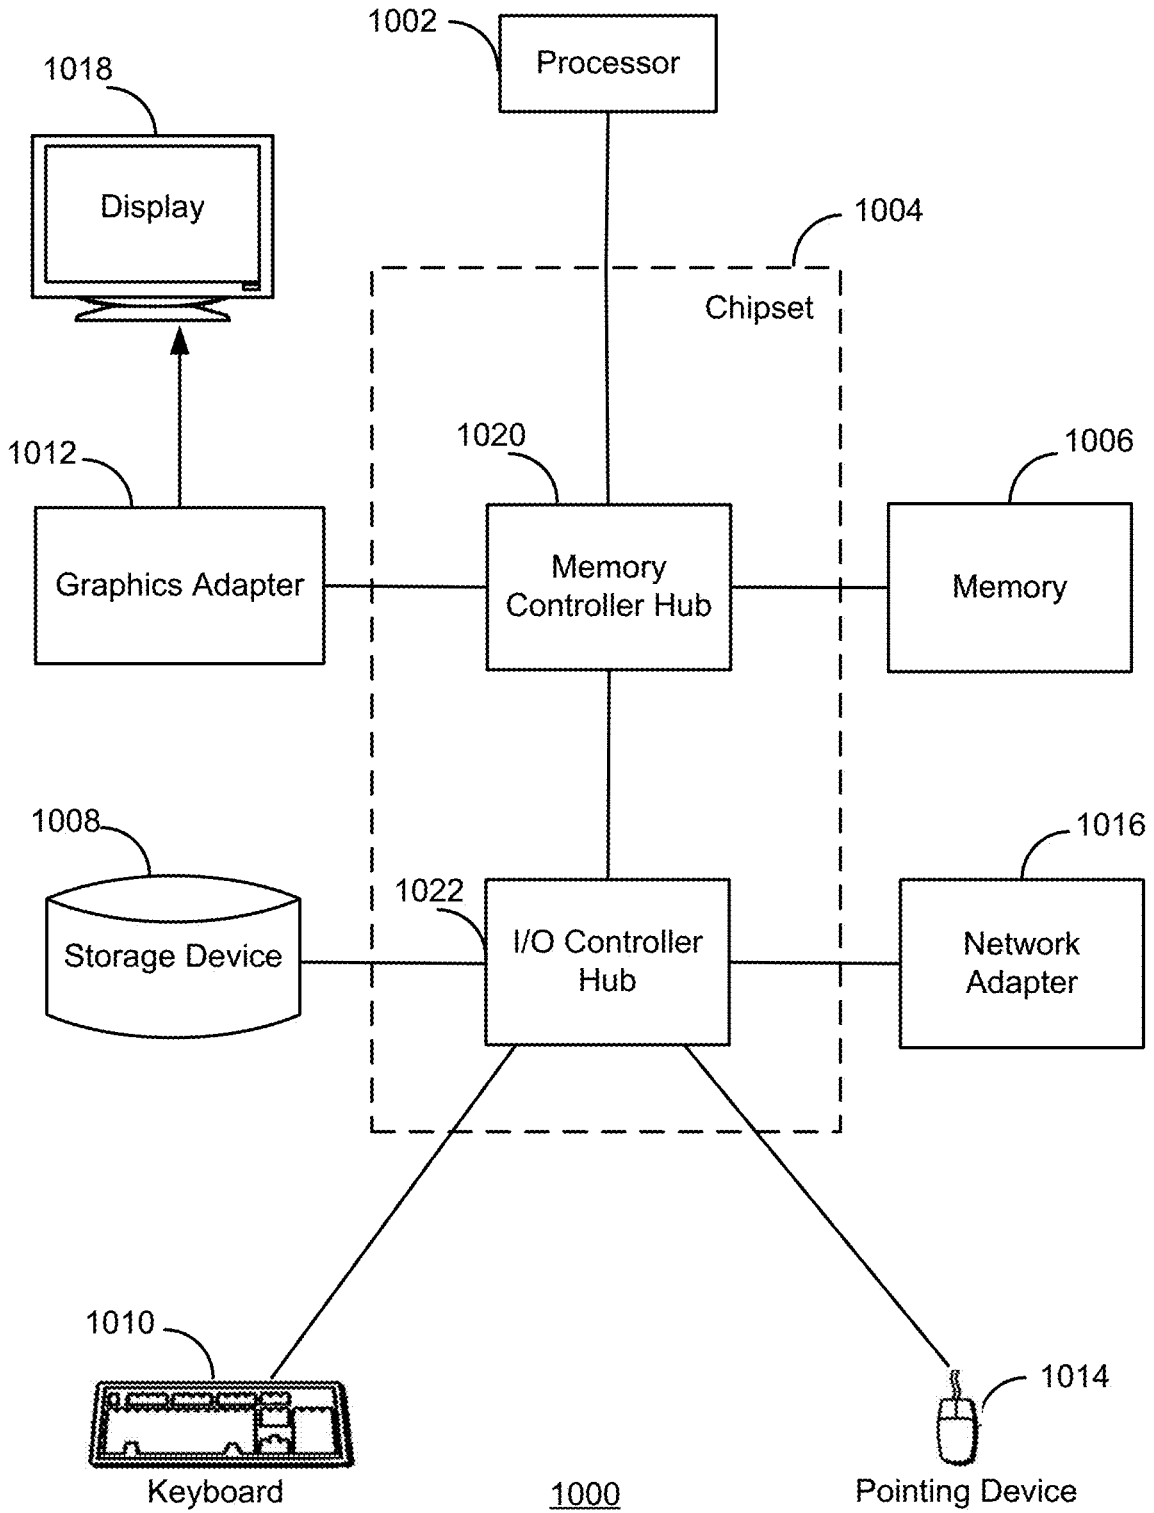 1002
Processor
1018
Display
1004
Chipset
1020
1012
1006
Graphics Adapter
Memory
Controller Hub
Memory
1008
1016
1022
Storage Device
I/O Controller
Hub
Network
Adapter
1010
1014
Keyboard
1000
Pointing Device